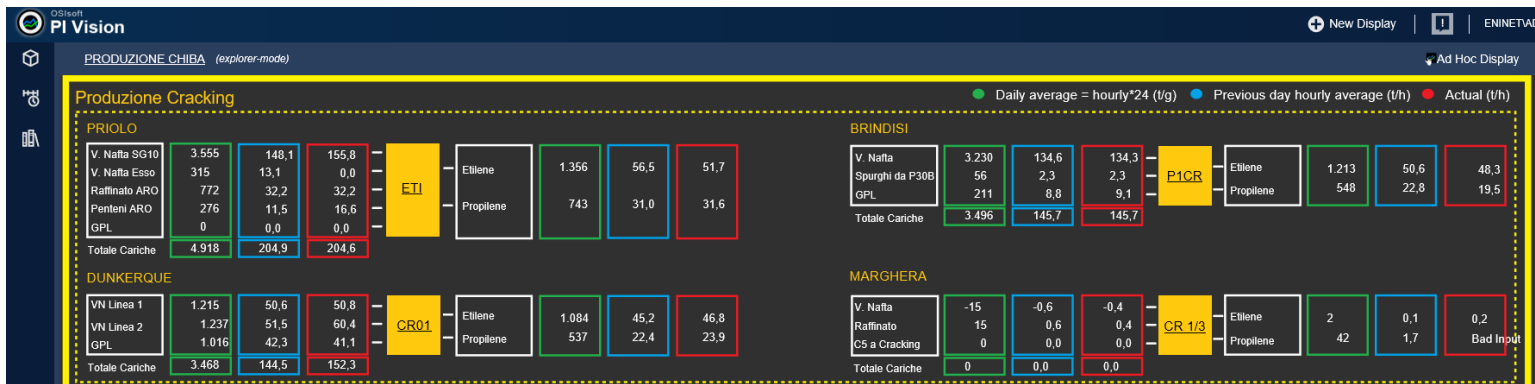 OSIsoft
PI Vision
New Display
ENINET\AD
PRODUZIONE CHIBA (explorer-mode)
Ad Hoc Display
Produzione Cracking
Daily average = hourly*24 (t/g) Previous day hourly average (t/h) Actual (t/h)
PRIOLO
V. Nafta SG10 3.555 148,1 155,8
V. Nafta Esso 315 13,1 0,0
Raffinato ARO 772 32,2 32,2
Penteni ARO 276 11,5 16,6
GPL 0 0,0 0,0
Totale Cariche 4.918 204,9 204,6
ETI
Etilene 1.356 56,5 51,7
Propilene 743 31,0 31,6
BRINDISI
V. Nafta 3.230 134,6 134,3
Spurghi da P30B 56 2,3 2,3
GPL 211 8,8 9,1
Totale Cariche 3.496 145,7 145,7
P1CR
Etilene 1.213 50,6 48,3
Propilene 548 22,8 19,5
DUNKERQUE
VN Linea 1 1.215 50,6 50,8
VN Linea 2 1.237 51,5 60,4
GPL 1.016 42,3 41,1
Totale Cariche 3.468 144,5 152,3
CR01
Etilene 1.084 45,2 46,8
Propilene 537 22,4 23,9
MARGHERA
V. Nafta -15 -0,6 -0,4
Raffinato 15 0,6 0,4
C5 a Cracking 0 0,0 0,0
Totale Cariche 0 0,0 0,0
CR 1/3
Etilene 2 0,1 0,2
Propilene 42 1,7 Bad Input